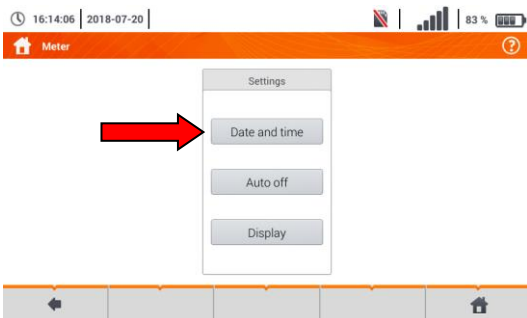 16:14:06 2018-07-20 83 %
Meter ?
Settings
Date and time
Auto off
Display